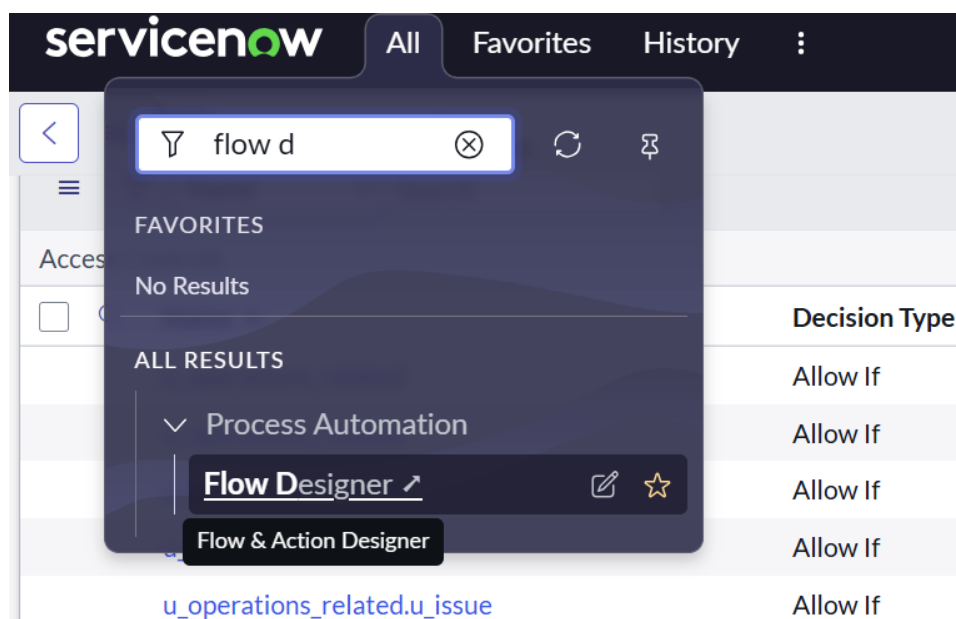 servicenow All Favorites History
flow d
FAVORITES
Acces
No Results
Decision Type
ALL RESULTS
Allow If
Process Automation
Allow If
Flow Designer
Allow If
Flow & Action Designer
Allow If
u_operations_related.u_issue
Allow If